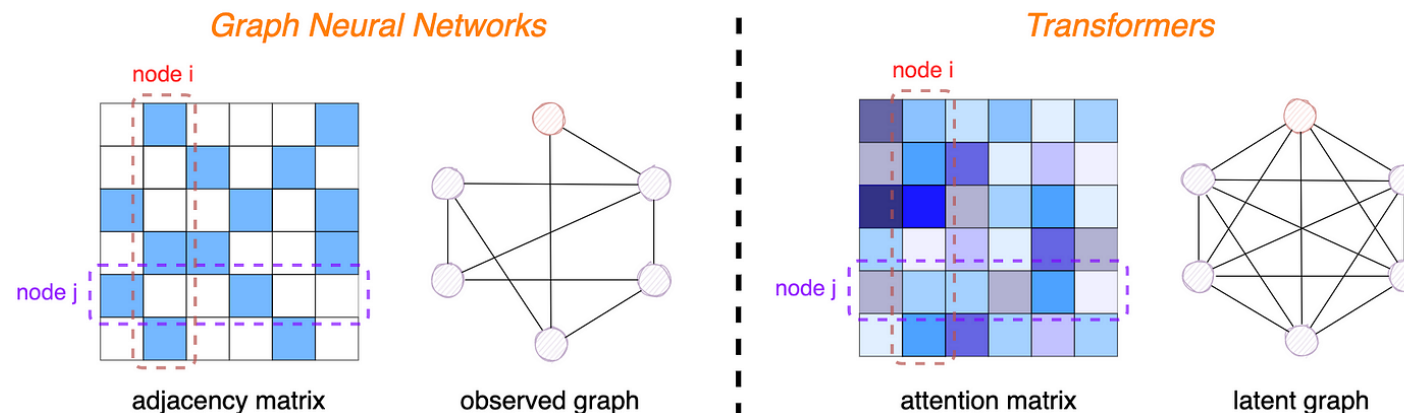 Graph Neural Networks
node i
node j
adjacency matrix
observed graph
Transformers
node i
node j
attention matrix
latent graph